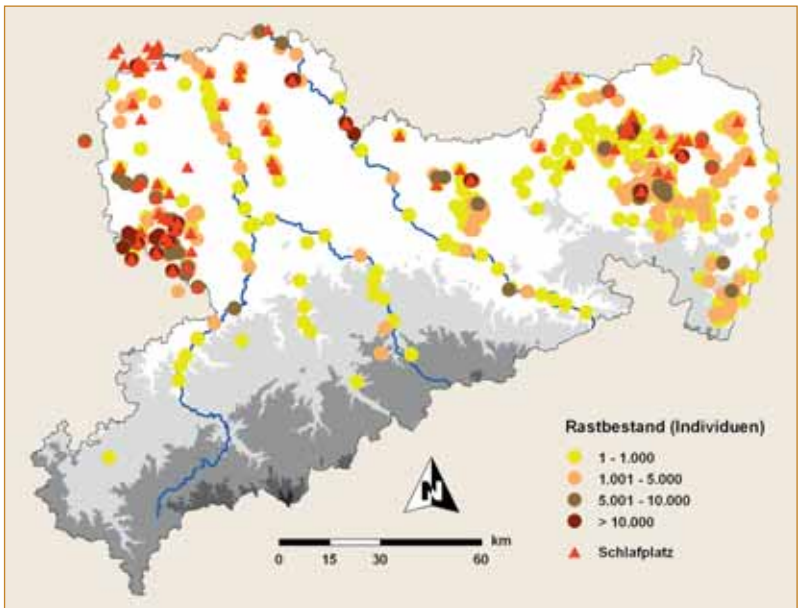 Rastbestand (Individuen)
1 - 1.000
1.001 - 5.000
5.001 - 10.000
> 10.000
Schlafplatz
N
km
0 15 30 60